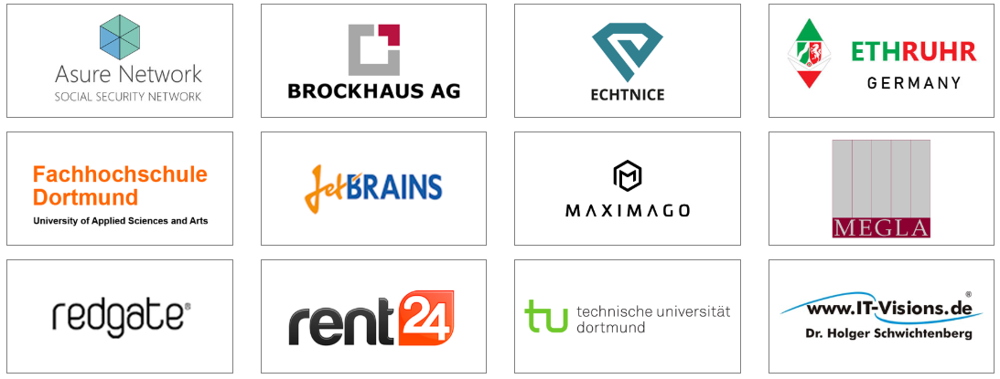 Asure Network
SOCIAL SECURITY NETWORK
BROCKHAUS AG
ECHTNICE
ETHRUHR
GERMANY
Fachhochschule
Dortmund
University of Applied Sciences and Arts
JetBRAINS
MAXIMAGO
MEGLA
redgate®
rent24
tu technische universität
dortmund
www.IT-Visions.de®
Dr. Holger Schwichtenberg